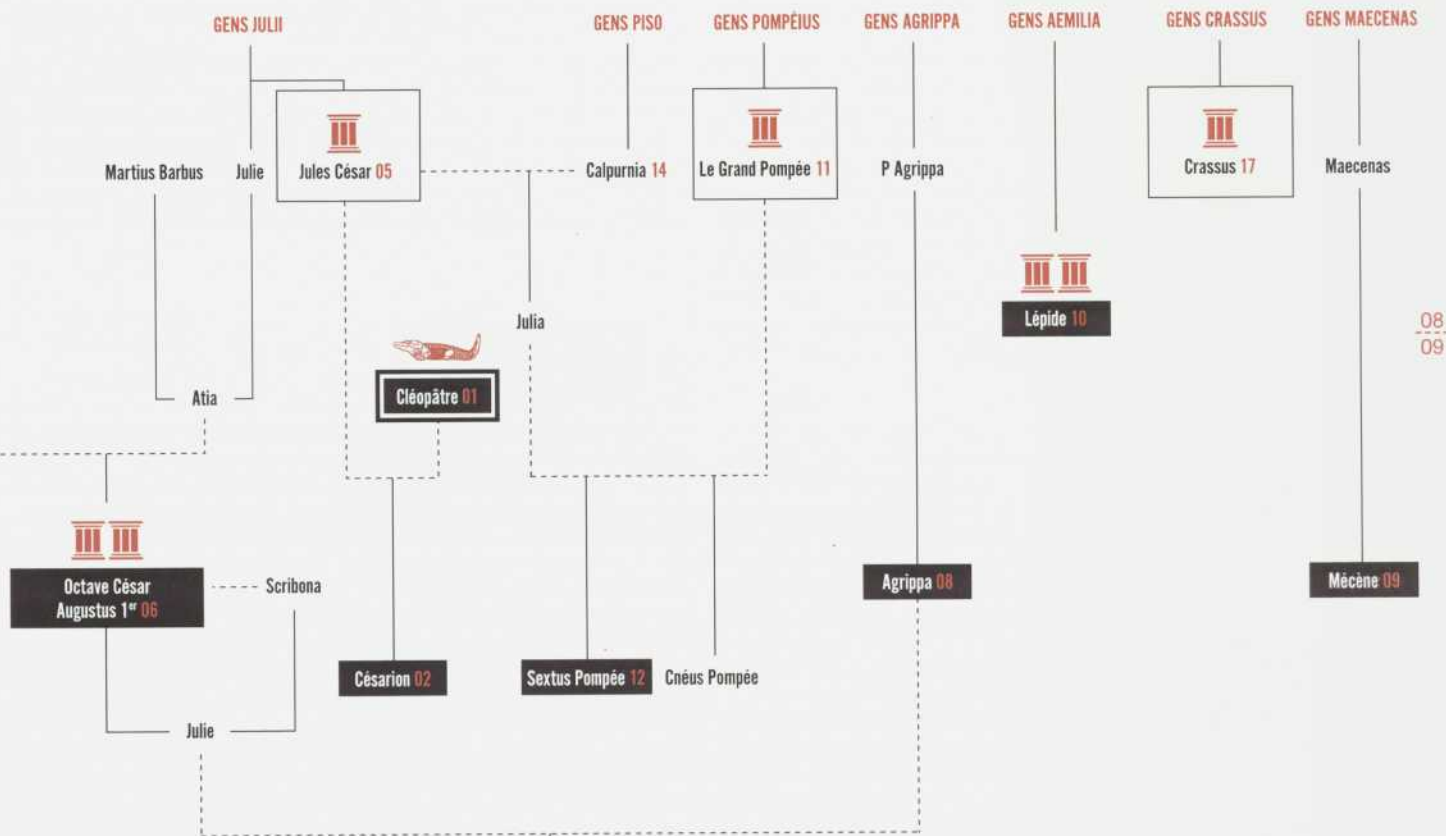 GENS JULII
GENS PISO
GENS POMPÉIUS
GENS AGRIPPA
GENS AEMILIA
GENS CRASSUS
GENS MAECENAS
Martius Barbus
Julie
Jules César 05
Calpurnia 14
Le Grand Pompée 11
P Agrippa
Crassus 17
Maecenas
Julia
Lépide 10
08
09
Cléopâtre 01
Atia
Octave César
Augustus 1er 06
Scribona
Agrippa 08
Mécène 09
Césarion 02
Sextus Pompée 12
Cnéus Pompée
Julie